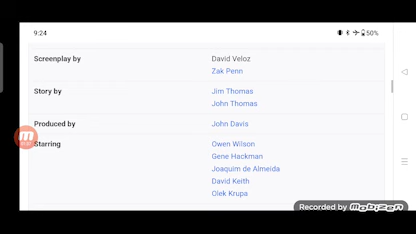 9:24
50%
Screenplay by
David Veloz
Zak Penn
Story by
Jim Thomas
John Thomas
Produced by
John Davis
Starring
Owen Wilson
Gene Hackman
Joaquim de Almeida
David Keith
Olek Krupa
Recorded by Mobizen